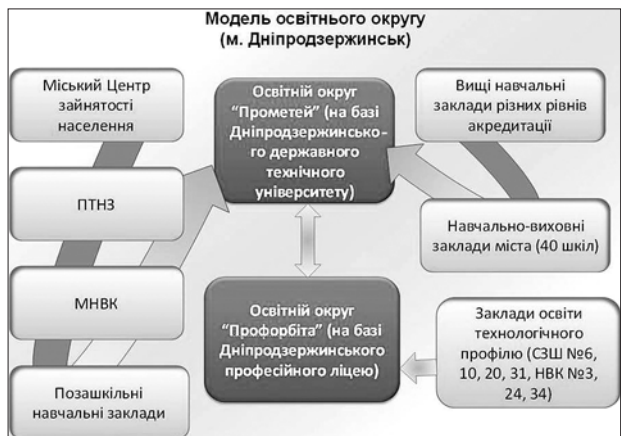 Модель освітнього округу
(м. Дніпродзержинськ)
Міський Центр
зайнятості
населення
ПТНЗ
МНВК
Позашкільні
навчальні заклади
Освітній округ
"Прометей" (на базі
Дніпродзержинсько-
го державного
технічного
університету)
Освітній округ
"Профорбіта" (на базі
Дніпродзержинського
професійного ліцею)
Вищі навчальні
заклади різних рівнів
акредитації
Навчально-виховні
заклади міста (40 шкіл)
Заклади освіти
технологічного
профілю (СЗШ №6,
10, 20, 31, НВК №3,
24, 34)